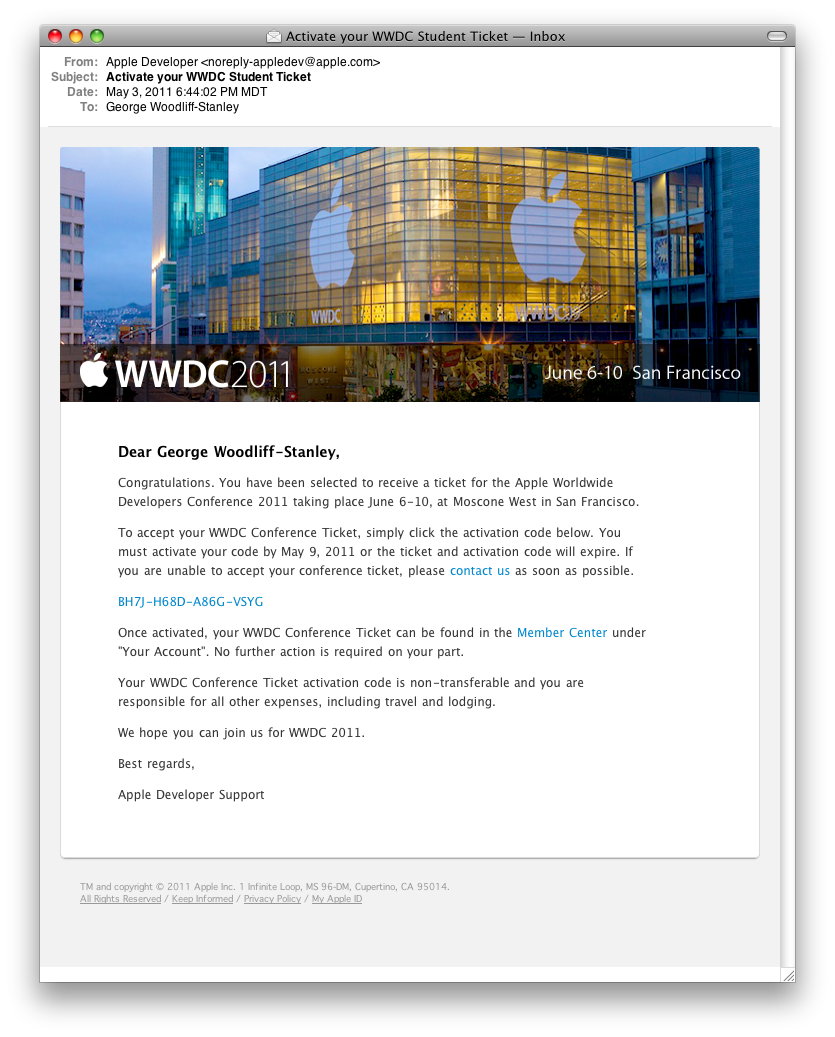 Activate your WWDC Student Ticket — Inbox
From: Apple Developer <noreply-appledev@apple.com>
Subject: Activate your WWDC Student Ticket
Date: May 3, 2011 6:44:02 PM MDT
To: George Woodliff-Stanley
WWDC WWDC
MOSCONE
WEST
WWDC2011 June 6-10 San Francisco
Dear George Woodliff-Stanley,
Congratulations. You have been selected to receive a ticket for the Apple Worldwide
Developers Conference 2011 taking place June 6-10, at Moscone West in San Francisco.
To accept your WWDC Conference Ticket, simply click the activation code below. You
must activate your code by May 9, 2011 or the ticket and activation code will expire. If
you are unable to accept your conference ticket, please contact us as soon as possible.
BH7J-H68D-A86G-VSYG
Once activated, your WWDC Conference Ticket can be found in the Member Center under
"Your Account". No further action is required on your part.
Your WWDC Conference Ticket activation code is non-transferable and you are
responsible for all other expenses, including travel and lodging.
We hope you can join us for WWDC 2011.
Best regards,
Apple Developer Support
TM and copyright © 2011 Apple Inc. 1 Infinite Loop, MS 96-DM, Cupertino, CA 95014.
All Rights Reserved / Keep Informed / Privacy Policy / My Apple ID